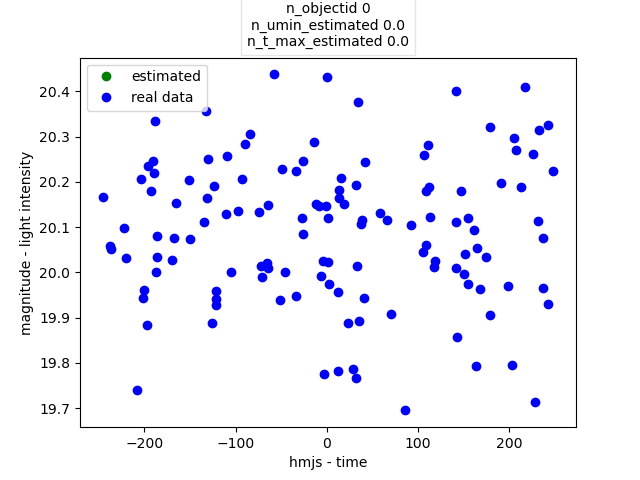 n_objectid 0
n_umin_estimated 0.0
n_t_max_estimated 0.0
estimated
real data
20.4
20.3
20.2
20.1
20.0
19.9
19.8
19.7
magnitude - light intensity
−200
−100
0
100
200
hmjs - time